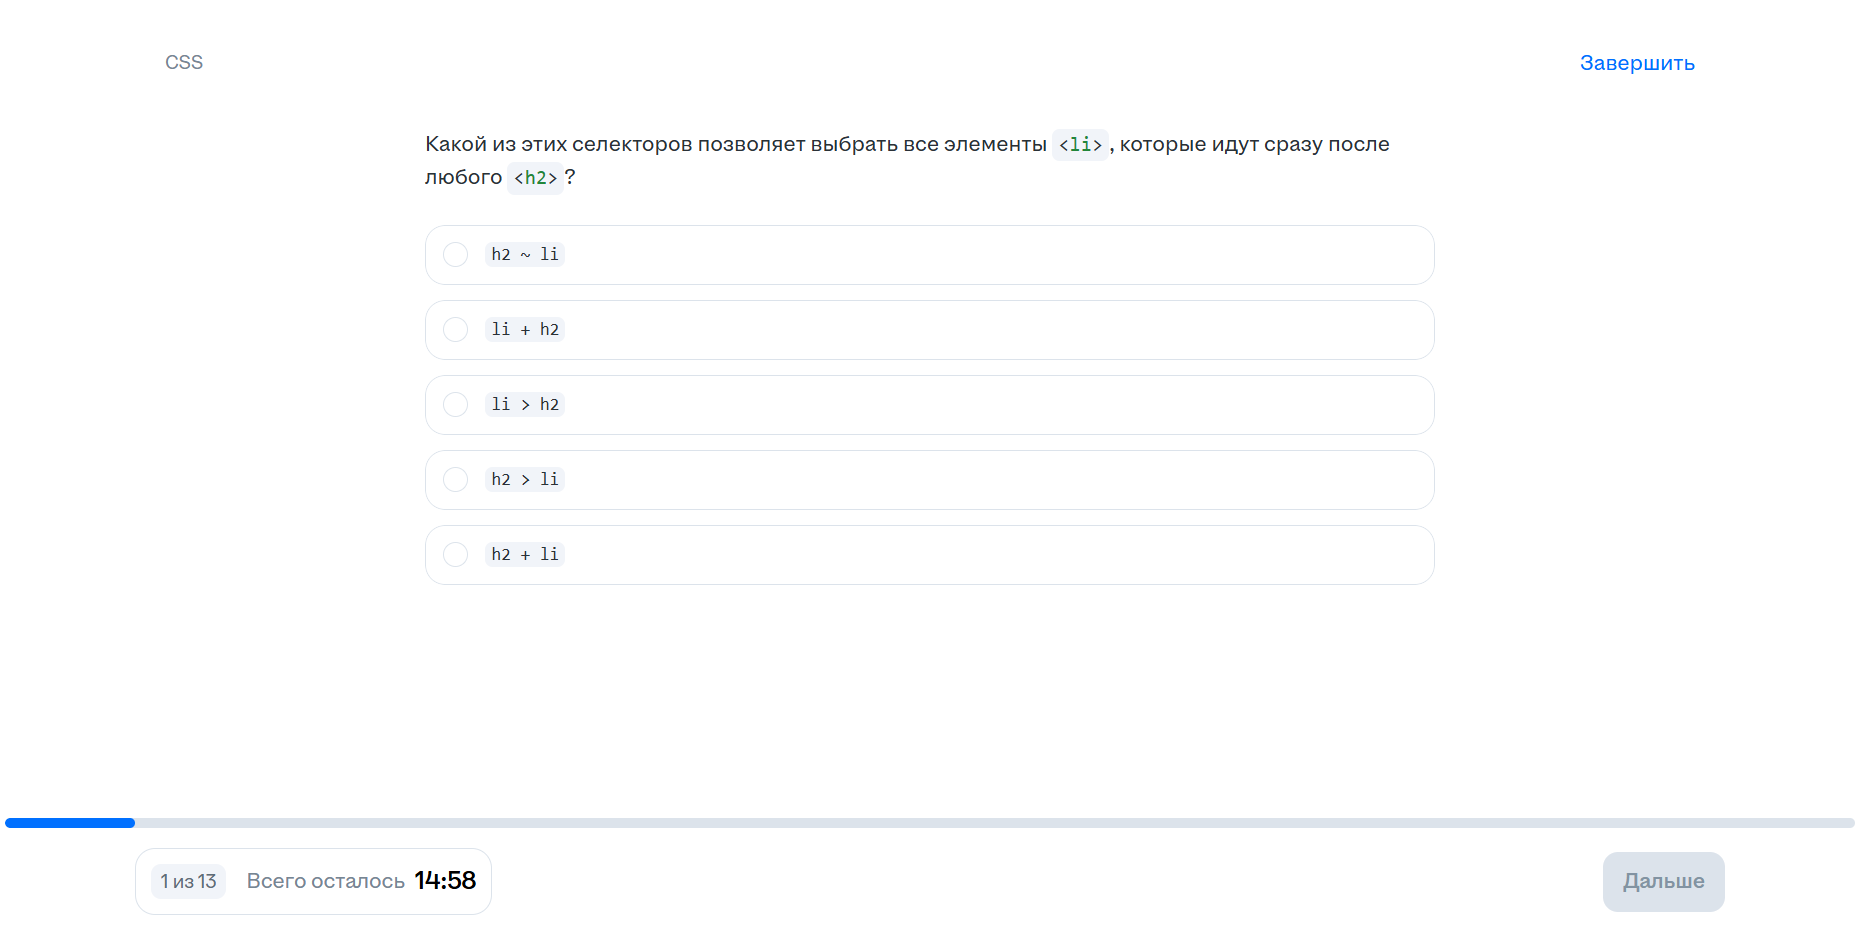 CSS
Завершить
Какой из этих селекторов позволяет выбрать все элементы <li>, которые идут сразу после
любого <h2>?
h2 ~ li
li + h2
li > h2
h2 > li
h2 + li
1 из 13
Всего осталось 14:58
Дальше